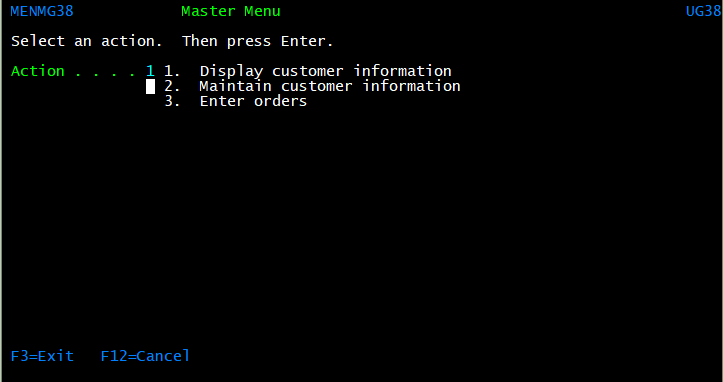 MENMG38 Master Menu UG38
Select an action. Then press Enter.
Action . . . . 1 1. Display customer information
2. Maintain customer information
3. Enter orders
F3=Exit F12=Cancel